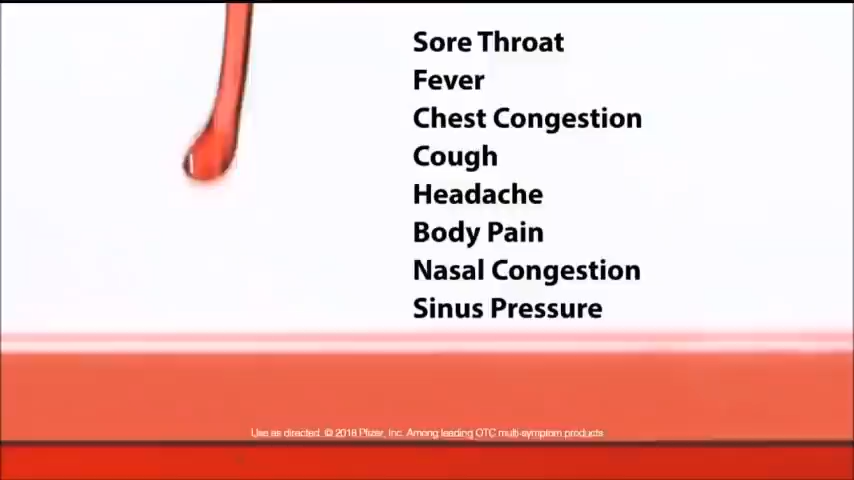 Sore Throat
Fever
Chest Congestion
Cough
Headache
Body Pain
Nasal Congestion
Sinus Pressure
Use as directed. © 2018 Pfizer, Inc. Among leading OTC multi-symptom products